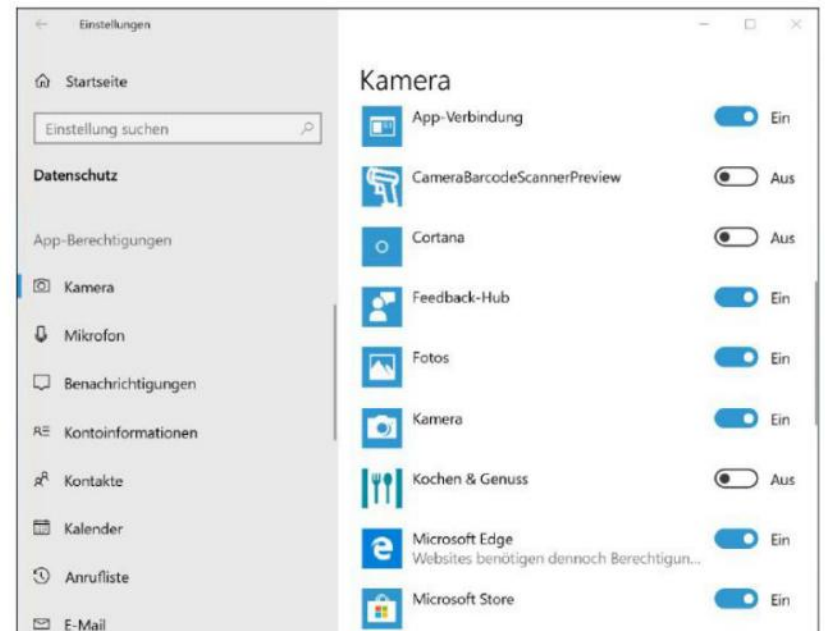 Einstellungen
Startseite
Einstellung suchen
Datenschutz
App-Berechtigungen
Kamera
Mikrofon
Benachrichtigungen
Kontoinformationen
Kontakte
Kalender
Anrufliste
E-Mail
Kamera
App-Verbindung Ein
CameraBarcodeScannerPreview Aus
Cortana Aus
Feedback-Hub Ein
Fotos Ein
Kamera Ein
Kochen & Genuss Aus
Microsoft Edge Ein
Websites benötigen dennoch Berechtigun...
Microsoft Store Ein